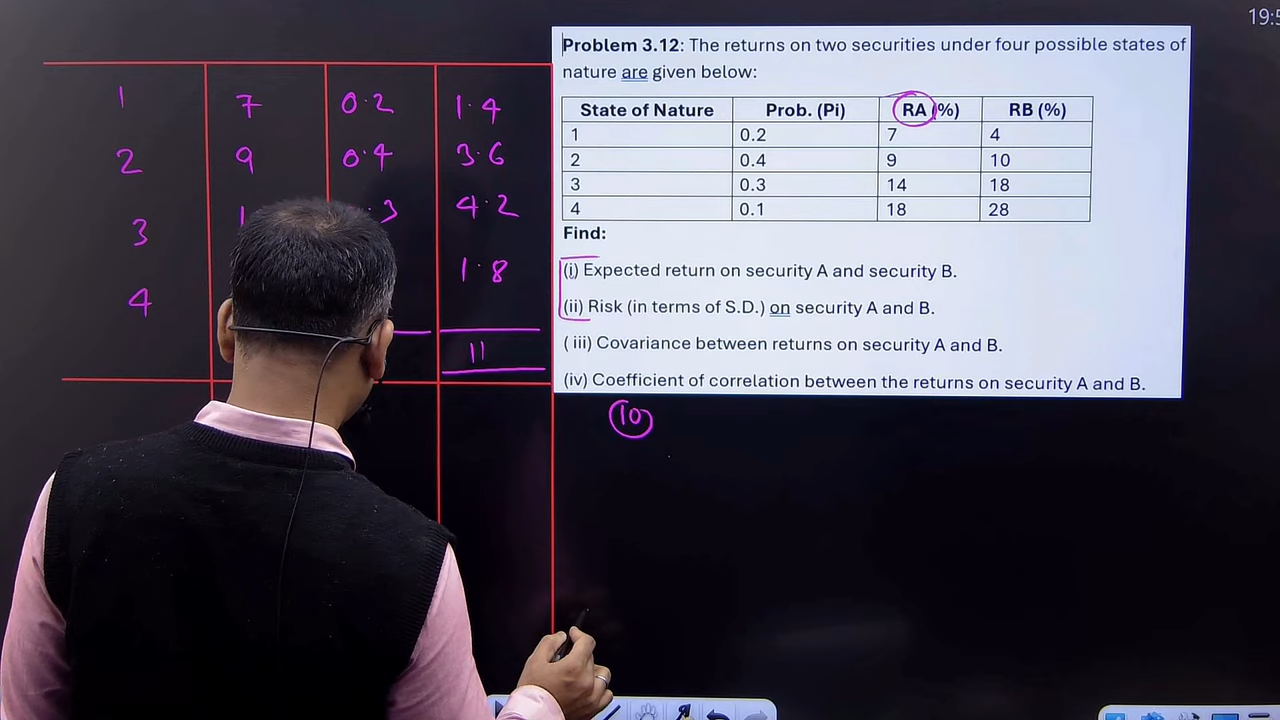 19:5
1 7 0.2 1.4
2 9 0.4 3.6
3 1 .3 4.2
4 1.8
11
Problem 3.12: The returns on two securities under four possible states of
nature are given below:
State of Nature Prob. (Pi) RA (%) RB (%)
1 0.2 7 4
2 0.4 9 10
3 0.3 14 18
4 0.1 18 28
Find:
(i) Expected return on security A and security B.
(ii) Risk (in terms of S.D.) on security A and B.
( iii) Covariance between returns on security A and B.
(iv) Coefficient of correlation between the returns on security A and B.
10